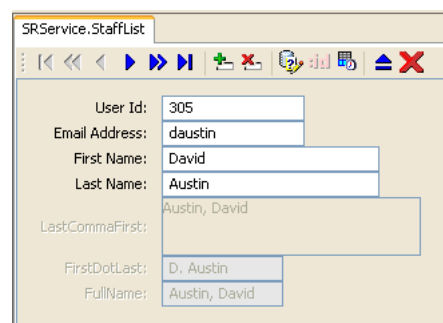 SRService.StaffList
:id
User Id: 305
Email Address: daustin
First Name: David
Last Name: Austin
LastCommaFirst: Austin, David
FirstDotLast: D. Austin
FullName: Austin, David